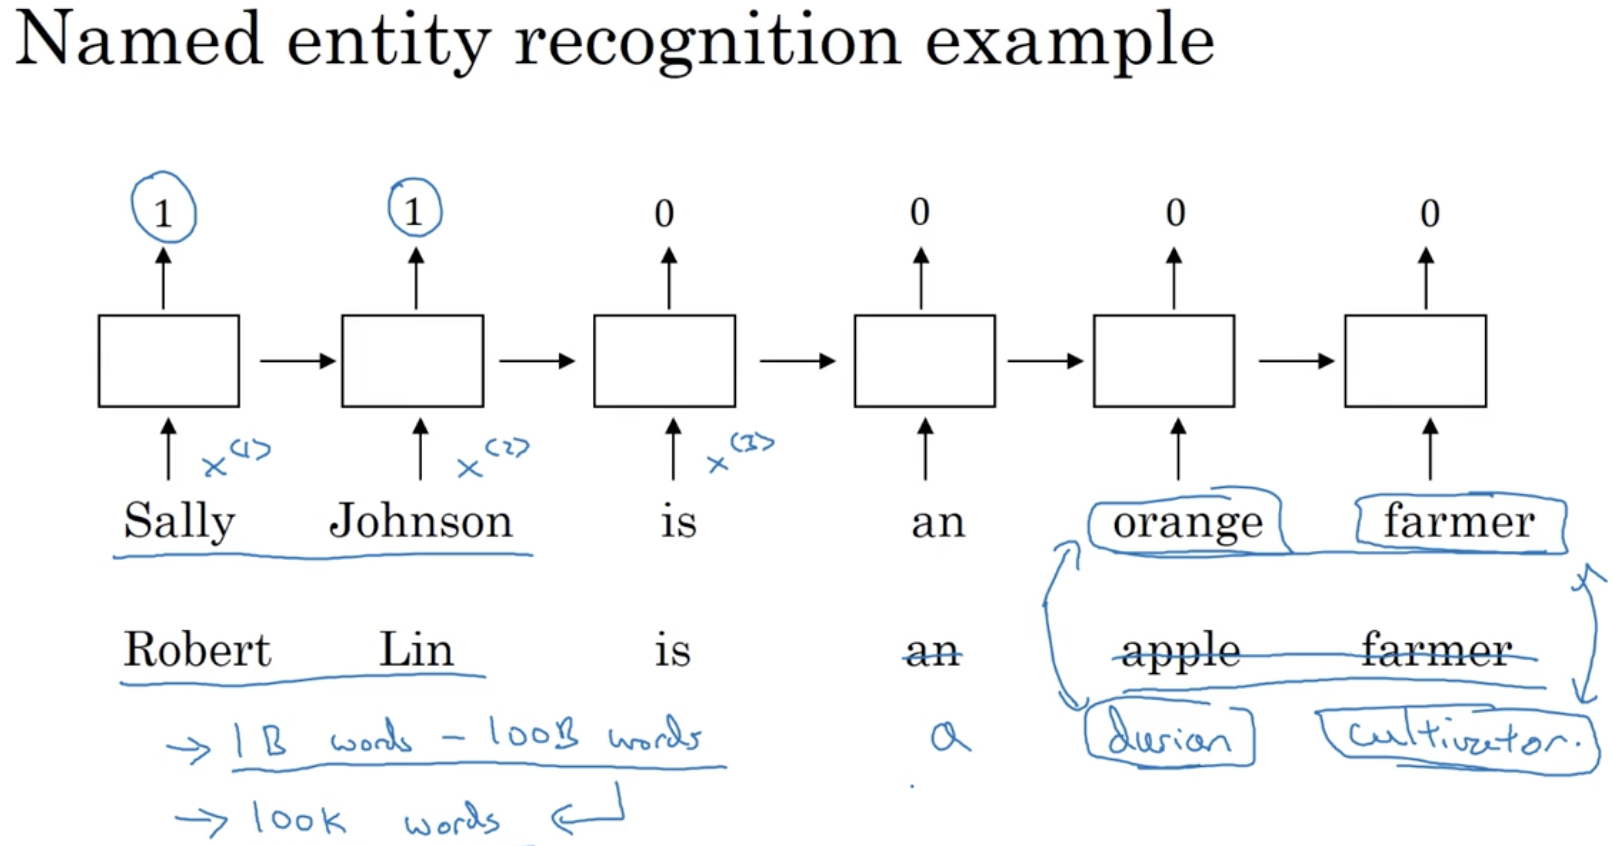 Named entity recognition example
1 1 0 0 0 0
x<1> x<2> x<3>
Sally Johnson is an orange farmer
Robert Lin is an apple farmer
→ 1B words - 100B words a durian cultivator.
→ 100K words